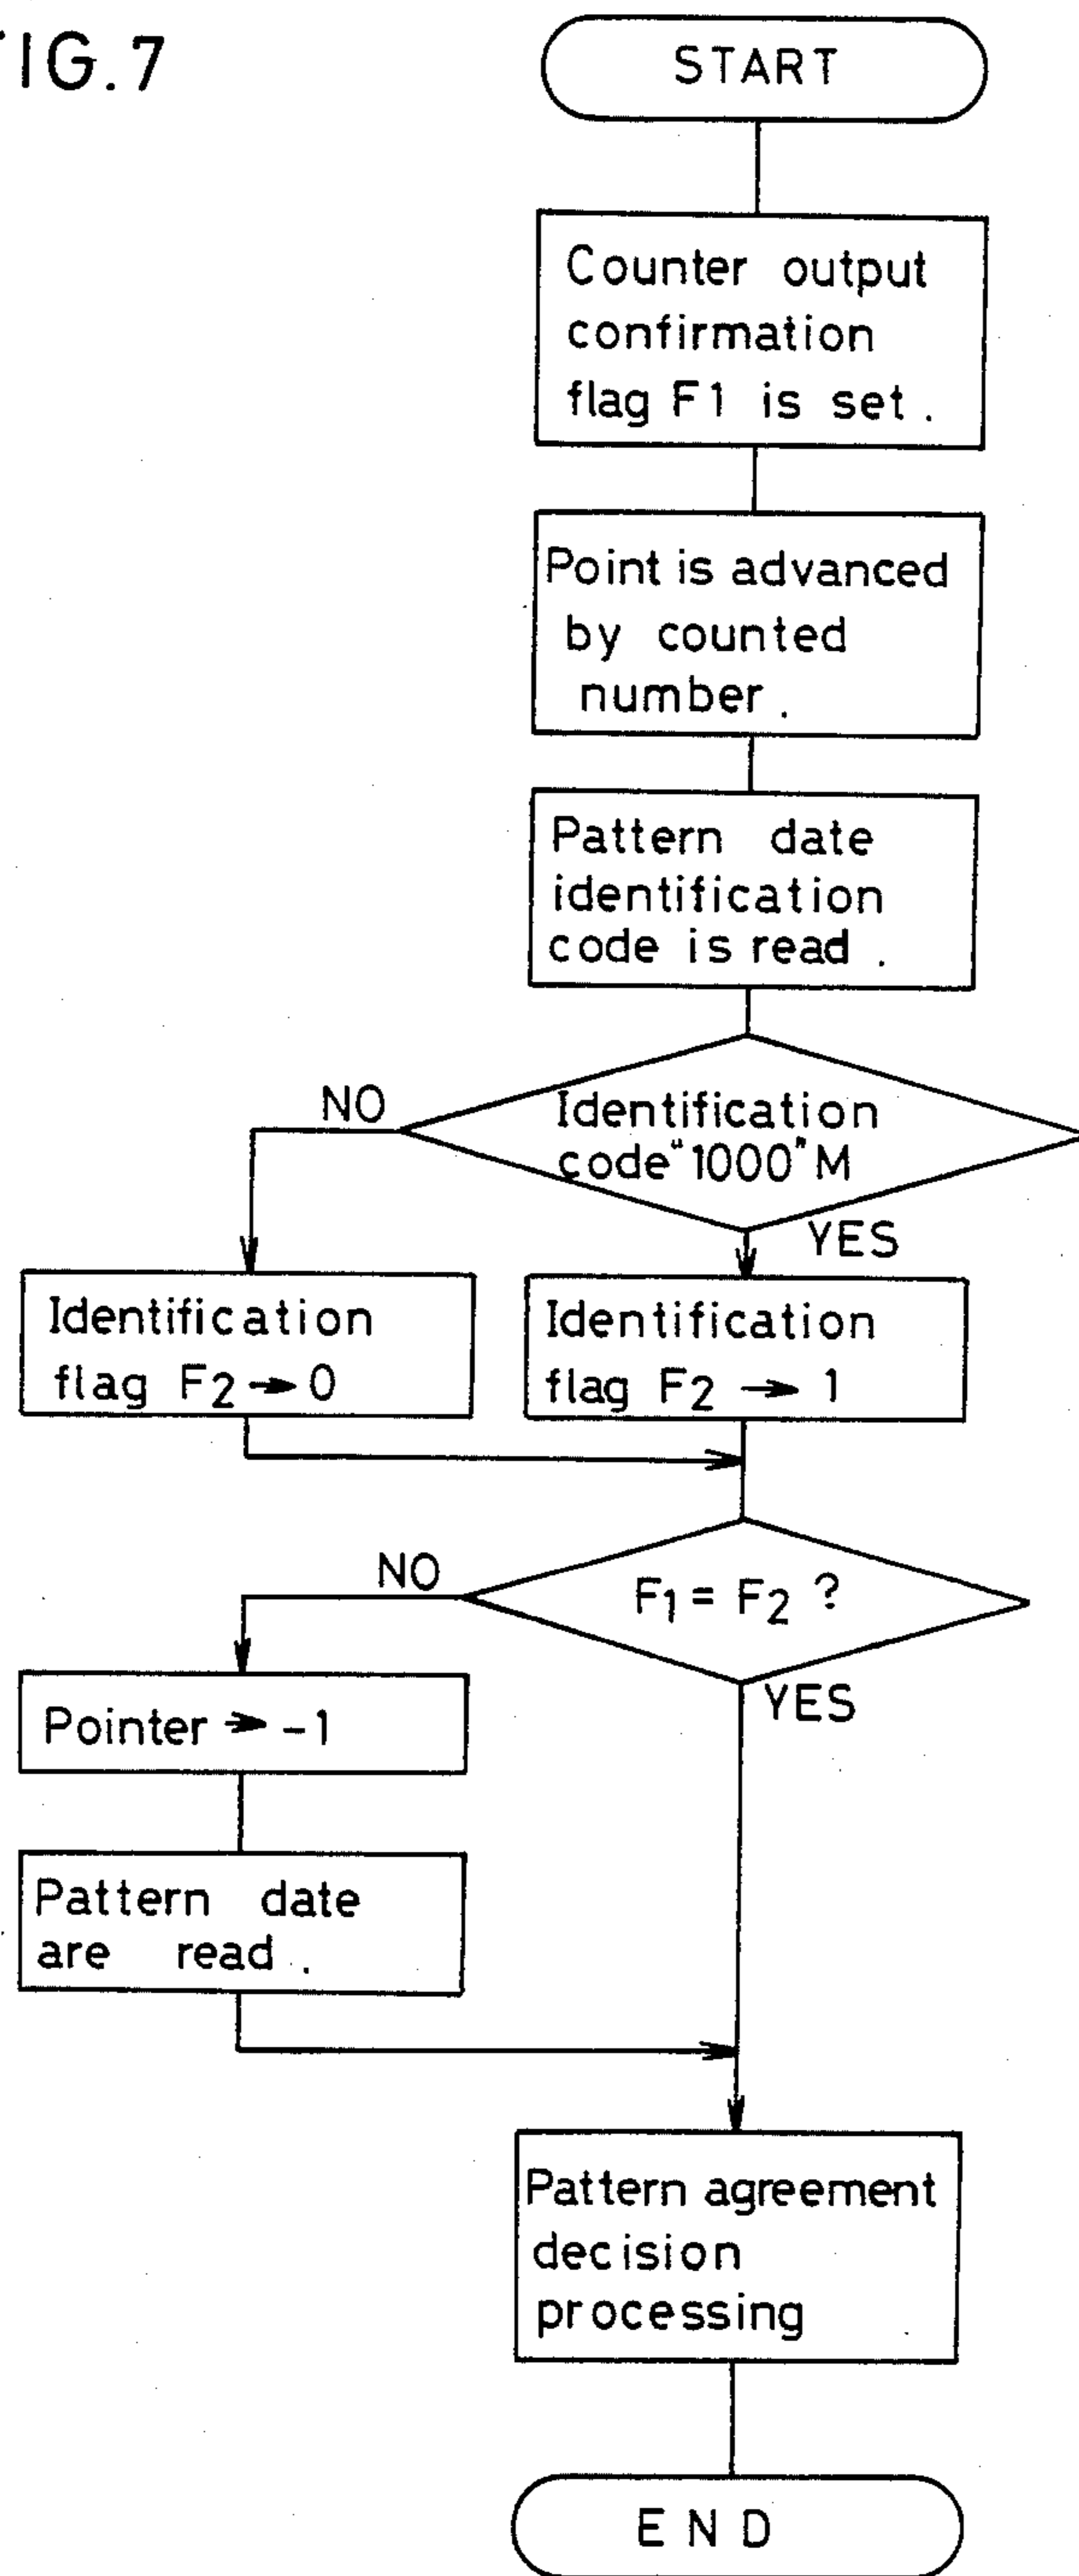 FIG.7
START
Counter output
confirmation
flag F1 is set.
Point is advanced
by counted
number.
Pattern date
identification
code is read.
NO
Identification
code "1000" M
YES
Identification
flag F2 → 0
Identification
flag F2 → 1
NO
F1 = F2 ?
YES
Pointer → -1
Pattern date
are read.
Pattern agreement
decision
processing
END